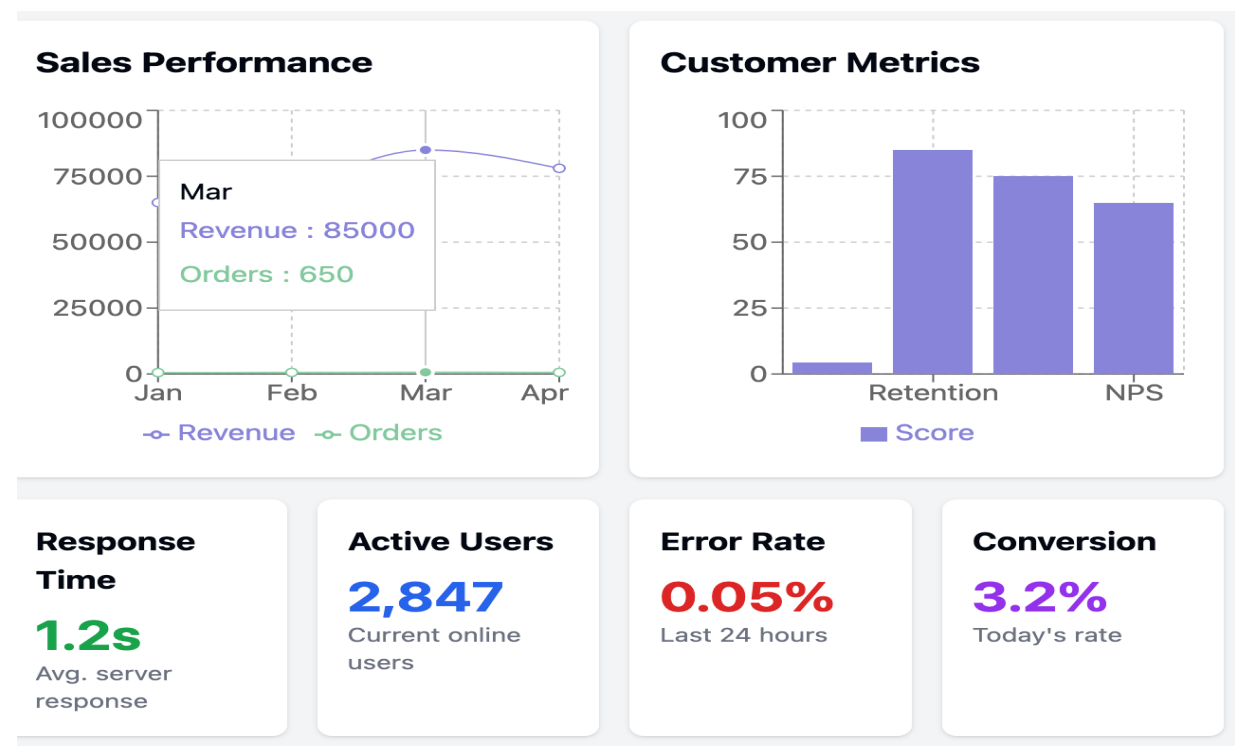 Sales Performance
100000
75000
50000
25000
0
Mar
Revenue : 85000
Orders : 650
Jan Feb Mar Apr
Revenue Orders
Customer Metrics
100
75
50
25
0
Retention NPS
Score
Response
Time
1.2s
Avg. server
response
Active Users
2,847
Current online
users
Error Rate
0.05%
Last 24 hours
Conversion
3.2%
Today's rate